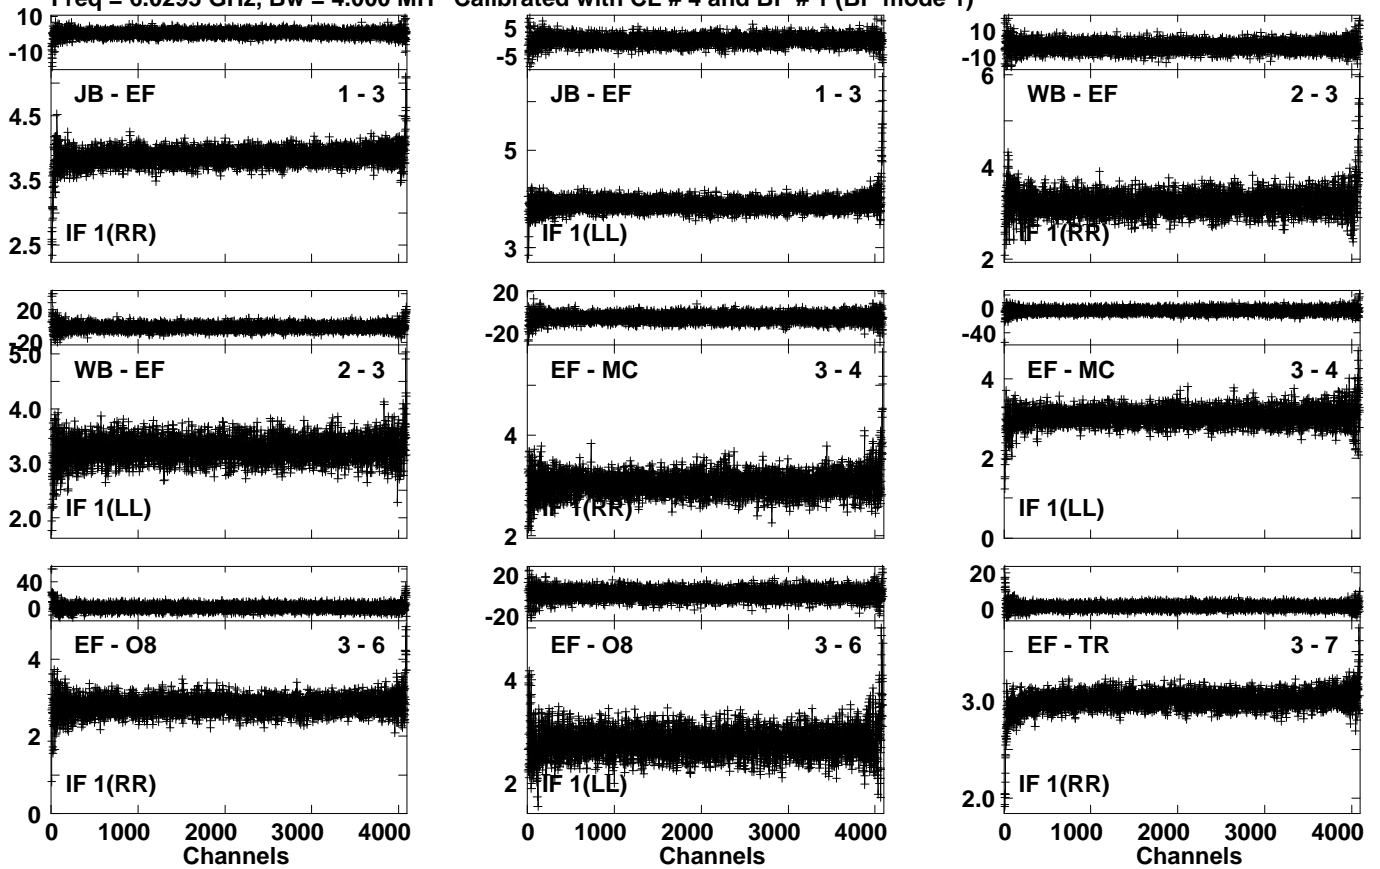 Freq = 6.0293 GHz, Bw = 4.000 MH Calibrated with CL # 4 and BP # 1 (BP mode 1)
10
-10
JB - EF 1 - 3
4.5
3.5
2.5
IF 1(RR)
5
-5
JB - EF 1 - 3
5
3
IF 1(LL)
10
-10
6
WB - EF 2 - 3
4
2
IF 1(RR)
20
-20
5.0
WB - EF 2 - 3
4.0
3.0
2.0
IF 1(LL)
20
-20
EF - MC 3 - 4
4
2
IF 1(RR)
0
-40
EF - MC 3 - 4
4
2
0
IF 1(LL)
40
0
EF - O8 3 - 6
4
2
0
IF 1(RR)
0 1000 2000 3000 4000
Channels
20
-20
EF - O8 3 - 6
4
2
IF 1(LL)
0 1000 2000 3000 4000
Channels
20
0
EF - TR 3 - 7
3.0
2.0
IF 1(RR)
0 1000 2000 3000 4000
Channels